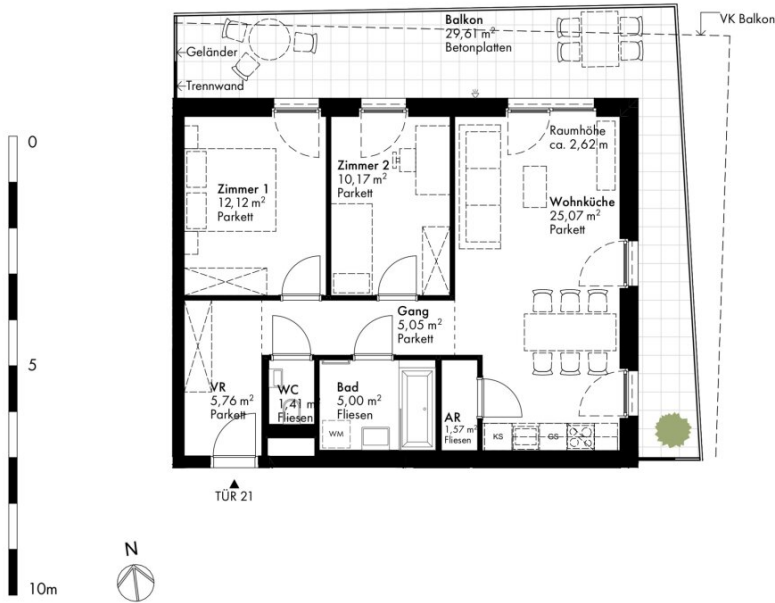 Balkon
29,61 m²
Betonplatten
VK Balkon
Geländer
Trennwand
0
Raumhöhe
ca. 2,62 m
Zimmer 1
12,12 m²
Parkett
Zimmer 2
10,17 m²
Parkett
Wohnküche
25,07 m²
Parkett
Gang
5,05 m²
Parkett
5
VR
5,76 m²
Parkett
WC
1,41 m²
Fliesen
Bad
5,00 m²
Fliesen
WM
AR
1,57 m²
Fliesen
KS
GS
TÜR 21
N
10m